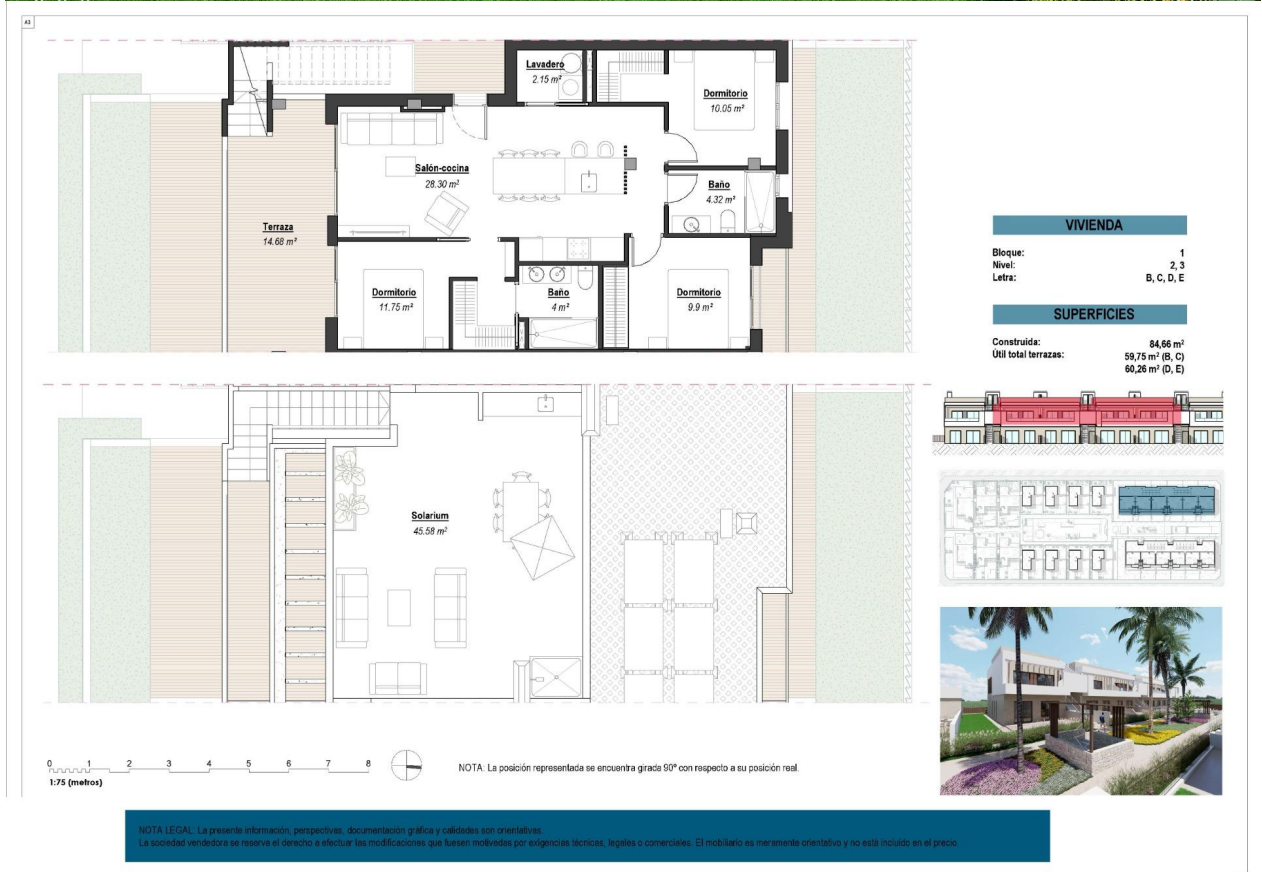 A3
Lavadero
2.15 m²
Dormitorio
10.05 m²
Salón-cocina
28.30 m²
Baño
4.32 m²
Terraza
14.68 m²
Dormitorio
11.75 m²
Baño
4 m²
Dormitorio
9.9 m²
VIVIENDA
Bloque: 1
Nivel: 2, 3
Letra: B, C, D, E
SUPERFICIES
Construida: 84,66 m²
Útil total terrazas: 59,75 m² (B, C)
60,26 m² (D, E)
Solarium
45.58 m²
0 1 2 3 4 5 6 7 8
1:75 (metros)
NOTA: La posición representada se encuentra girada 90º con respecto a su posición real.
NOTA LEGAL: La presente información, perspectivas, documentación gráfica y calidades son orientativas.
La sociedad vendedora se reserva el derecho a efectuar las modificaciones que fuesen motivadas por exigencias técnicas, legales o comerciales. El mobiliario es meramente orientativo y no está incluido en el precio.